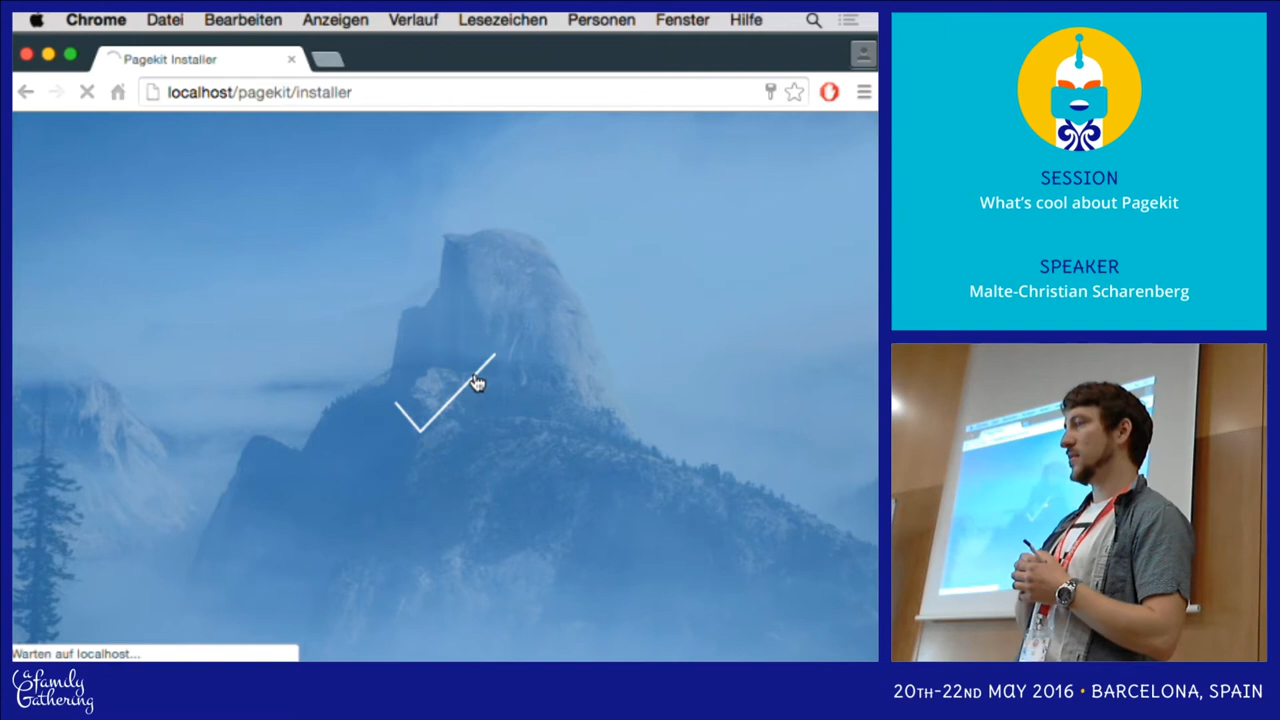 Chrome Datei Bearbeiten Anzeigen Verlauf Lesezeichen Personen Fenster Hilfe
Pagekit Installer
localhost/pagekit/installer
Warten auf localhost...
SESSION
What's cool about Pagekit
SPEAKER
Malte-Christian Scharenberg
a family
Gathering
20TH-22ND MAY 2016 • BARCELONA, SPAIN